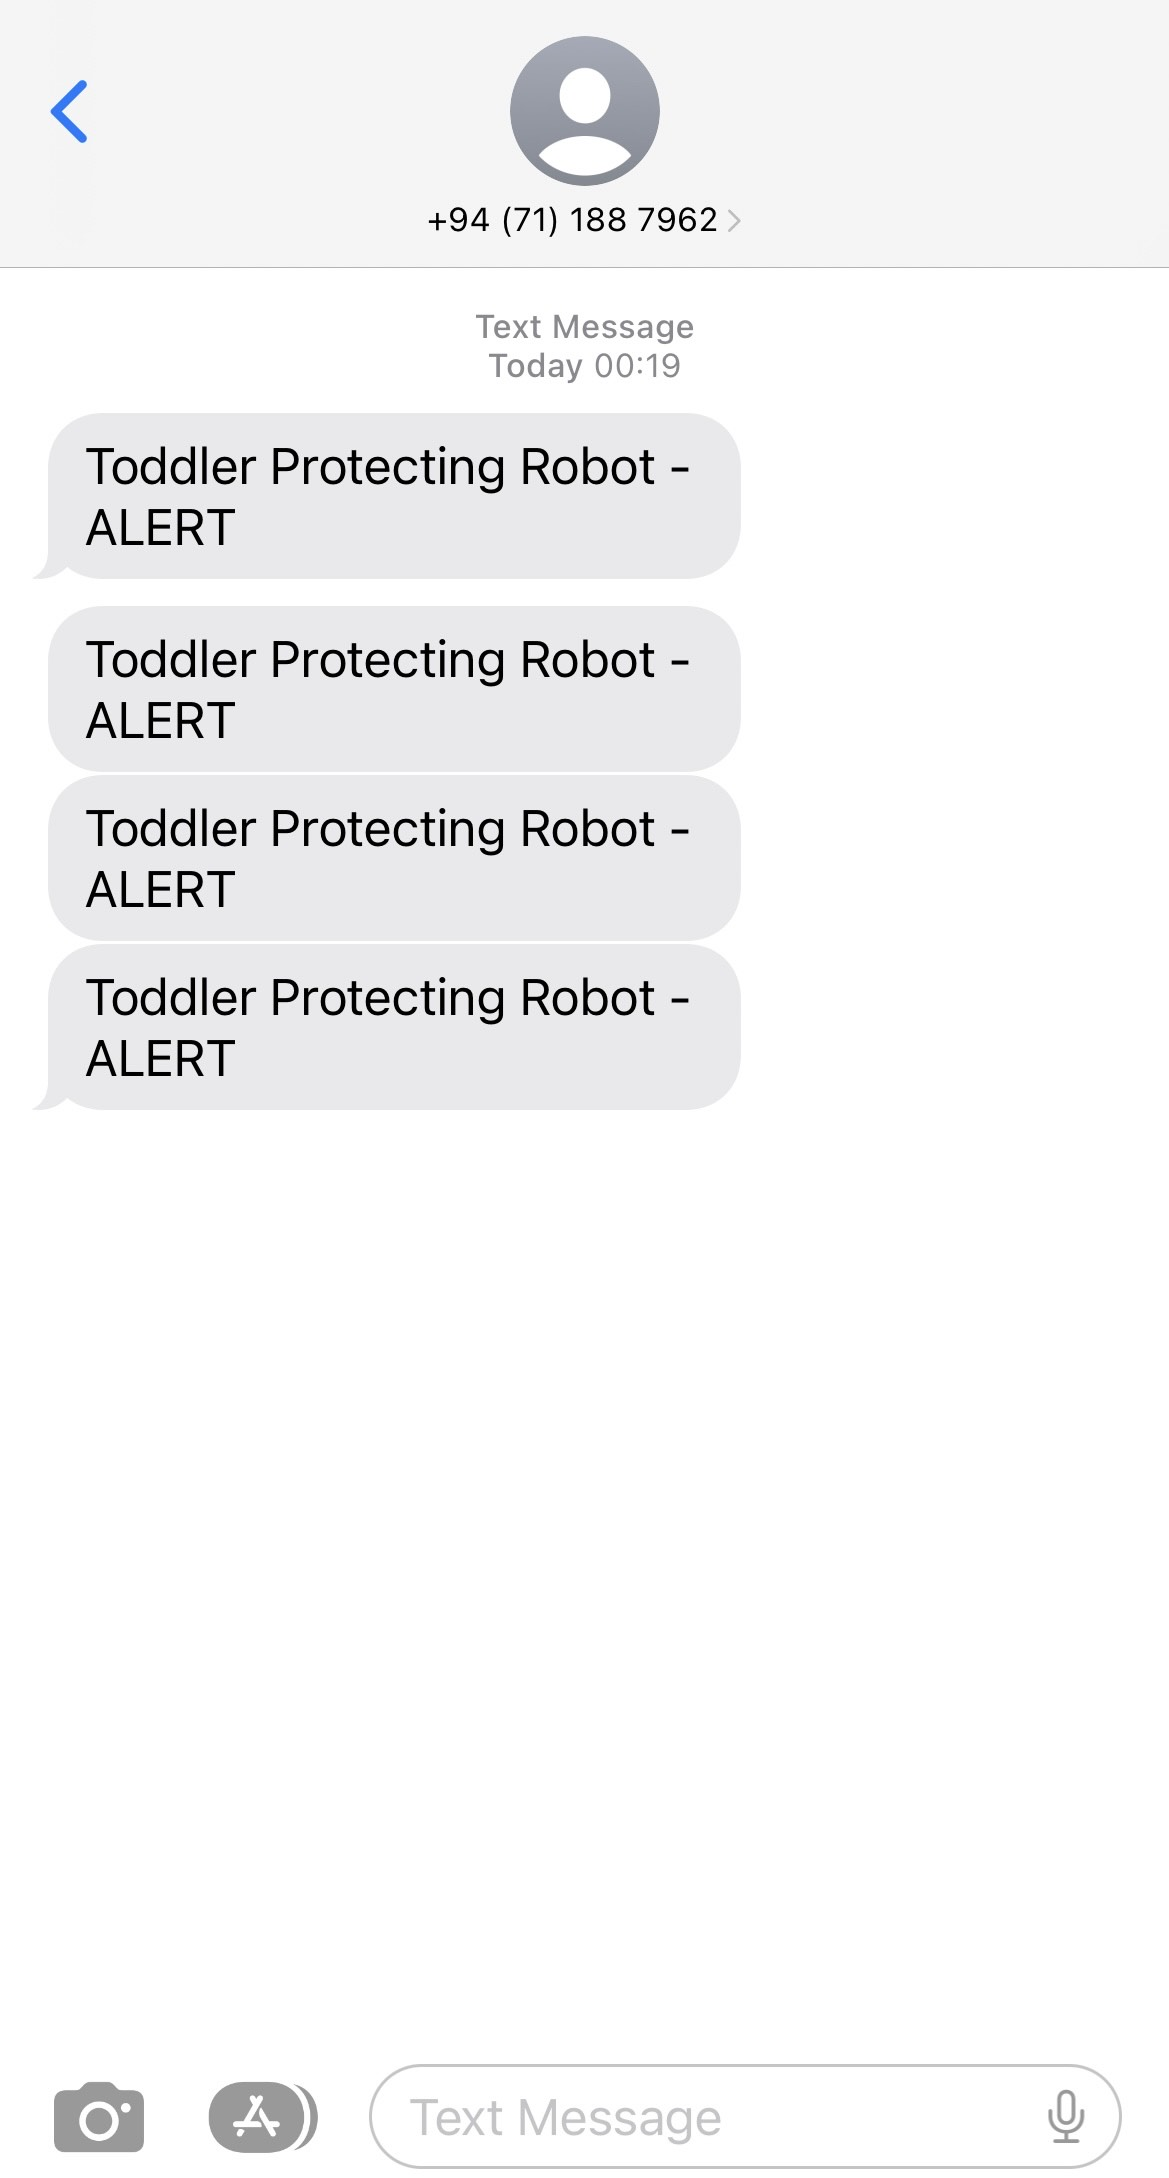 +94 (71) 188 7962
Text Message
Today 00:19
Toddler Protecting Robot -
ALERT
Toddler Protecting Robot -
ALERT
Toddler Protecting Robot -
ALERT
Toddler Protecting Robot -
ALERT
Text Message